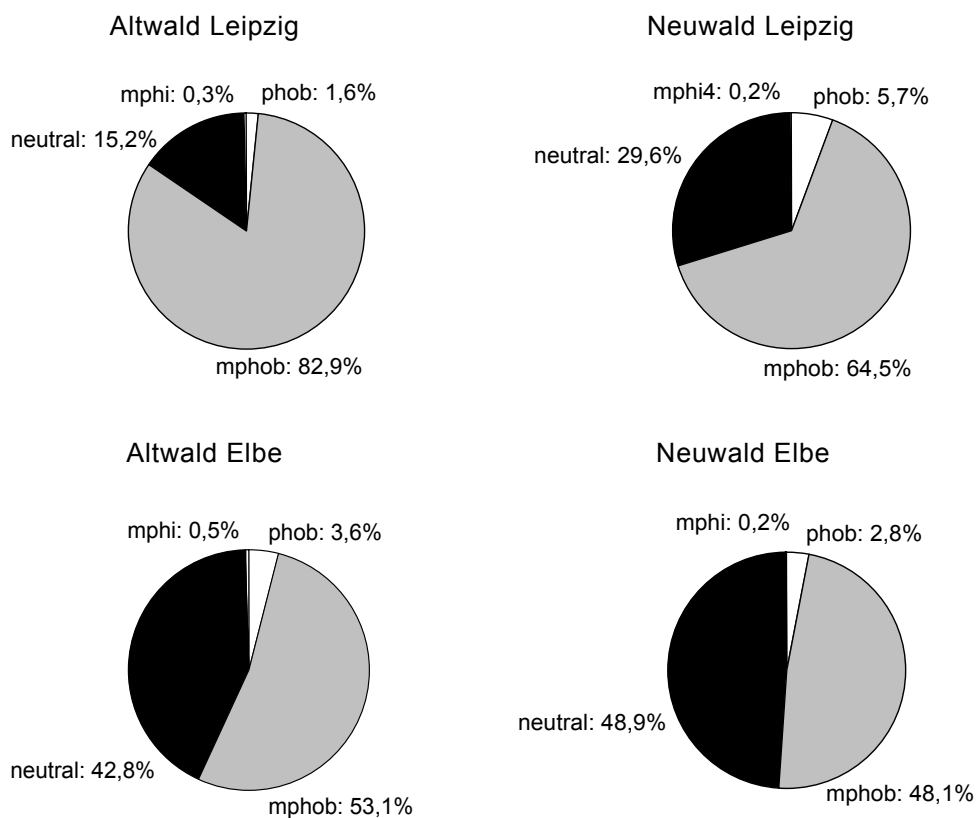 Altwald Leipzig
mphi: 0,3%
phob: 1,6%
neutral: 15,2%
mphob: 82,9%
Neuwald Leipzig
mphi4: 0,2%
phob: 5,7%
neutral: 29,6%
mphob: 64,5%
Altwald Elbe
mphi: 0,5%
phob: 3,6%
neutral: 42,8%
mphob: 53,1%
Neuwald Elbe
mphi: 0,2%
phob: 2,8%
neutral: 48,9%
mphob: 48,1%